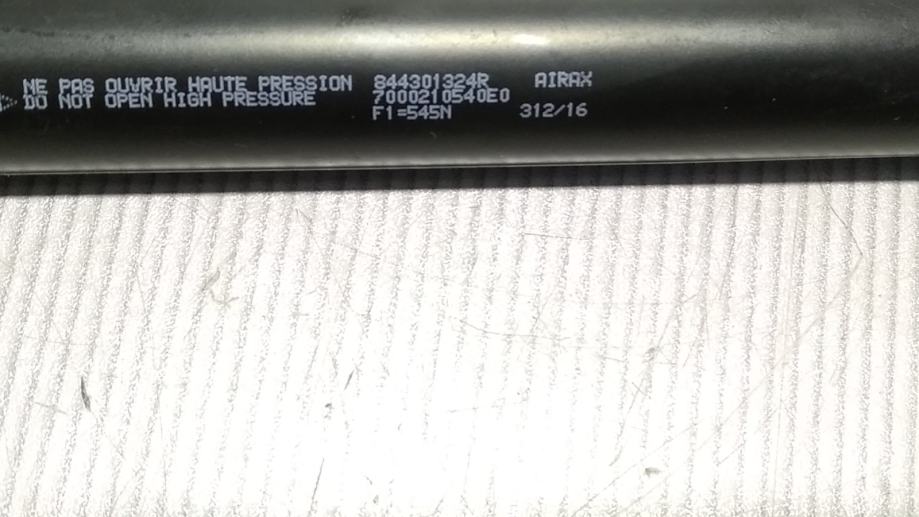 NE PAS OUVRIR HAUTE PRESSION 844301324R AIRAX
DO NOT OPEN HIGH PRESSURE 7000210540E0
F1=545N 312/16